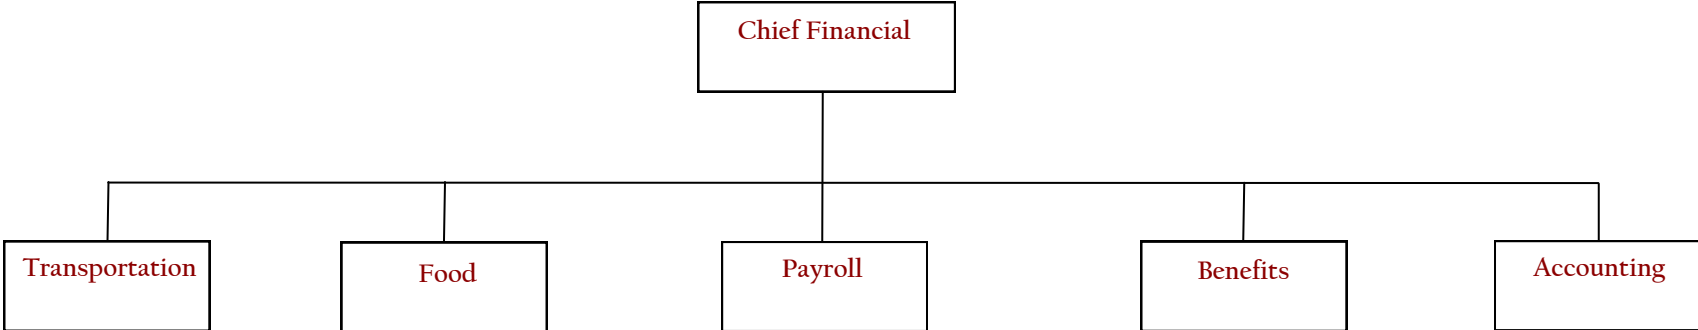 Chief Financial
Transportation
Food
Payroll
Benefits
Accounting